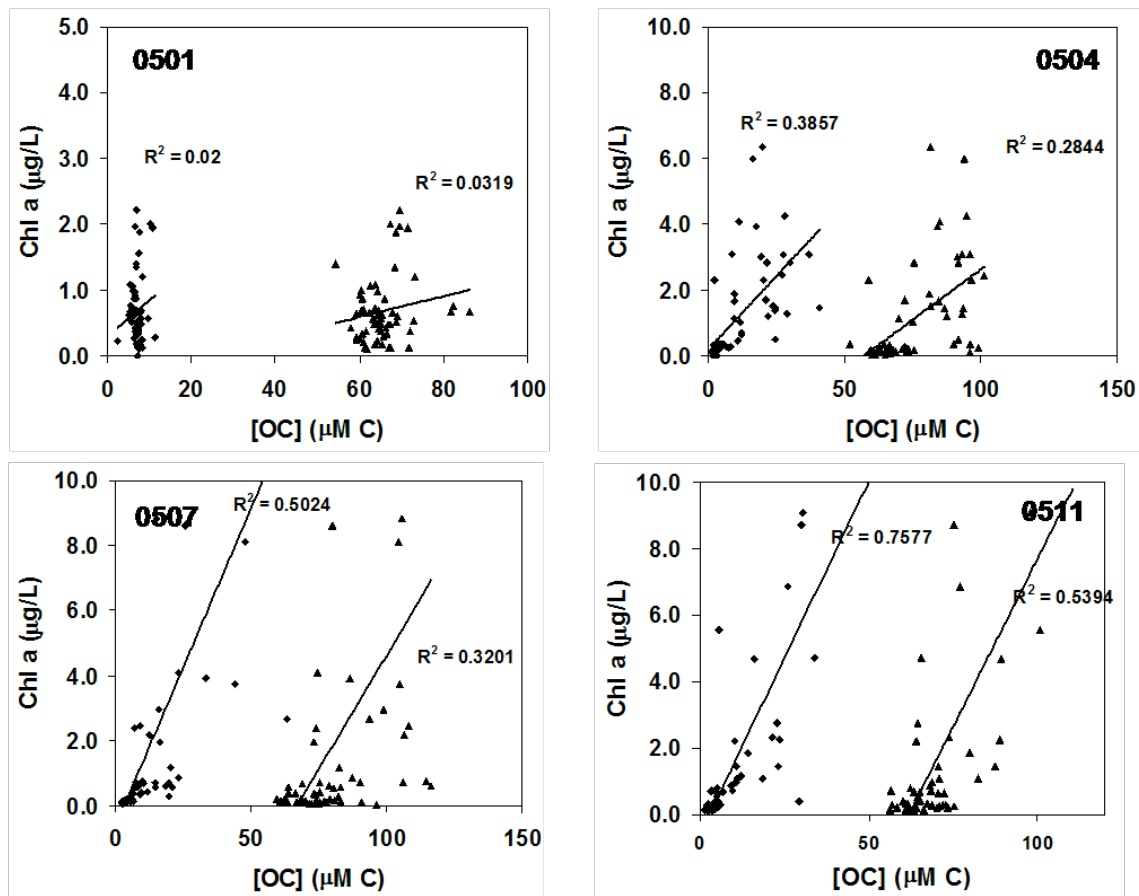 5.0
0501
4.0
3.0
R² = 0.02
R² = 0.0319
2.0
1.0
0.0
0 20 40 60 80 100
Chl a (μg/L)
[OC] (μM C)
10.0
0504
8.0
R² = 0.3857
R² = 0.2844
6.0
4.0
2.0
0.0
0 50 100 150
Chl a (μg/L)
[OC] (μM C)
10.0
R² = 0.5024
0507
8.0
6.0
R² = 0.3201
4.0
2.0
0.0
0 50 100 150
Chl a (μg/L)
[OC] (μM C)
10.0
0511
R² = 0.7577
8.0
R² = 0.5394
6.0
4.0
2.0
0.0
0 50 100
Chl a (μg/L)
[OC] (μM C)